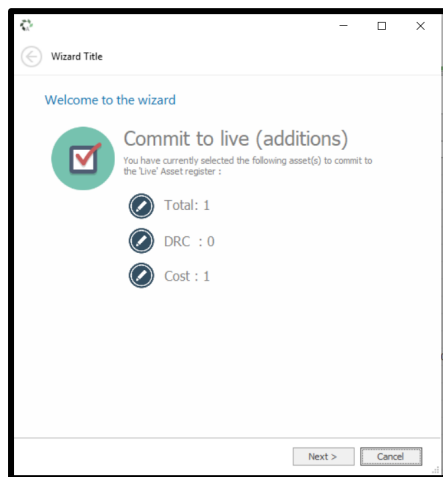 Wizard Title
Welcome to the wizard
Commit to live (additions)
You have currently selected the following asset(s) to commit to
the 'Live' Asset register :
Total: 1
DRC : 0
Cost : 1
Next >
Cancel